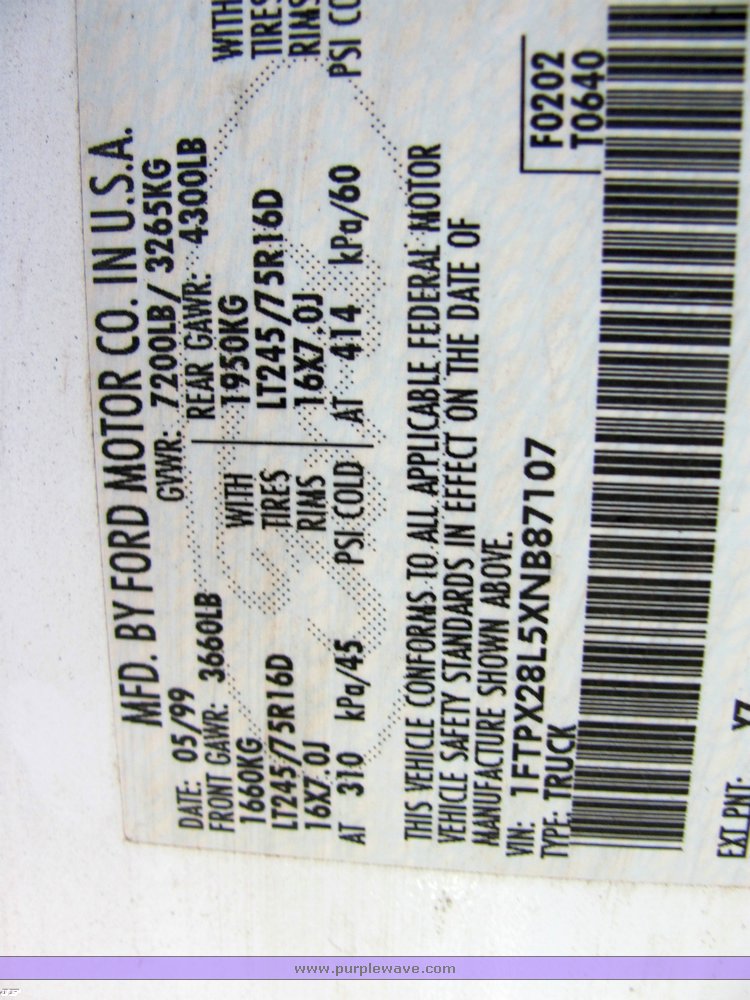 MFD. BY FORD MOTOR CO. IN U.S.A.
DATE: 05/99 GVWR: 7200LB/ 3265KG
FRONT GAWR: 3660LB REAR GAWR: 4300LB
1660KG WITH 1950KG WITH
LT245/75R16D TIRES LT245/75R16D TIRES
16X7.0J RIMS 16X7.0J RIMS
AT 310 kPa/45 PSI COLD AT 414 kPa/60 PSI CO
THIS VEHICLE CONFORMS TO ALL APPLICABLE FEDERAL MOTOR
VEHICLE SAFETY STANDARDS IN EFFECT ON THE DATE OF
MANUFACTURE SHOWN ABOVE.
VIN: 1FTPX28L5XNB87107 F0202
TYPE: TRUCK T0640
EXT PNT:
www.purplewave.com